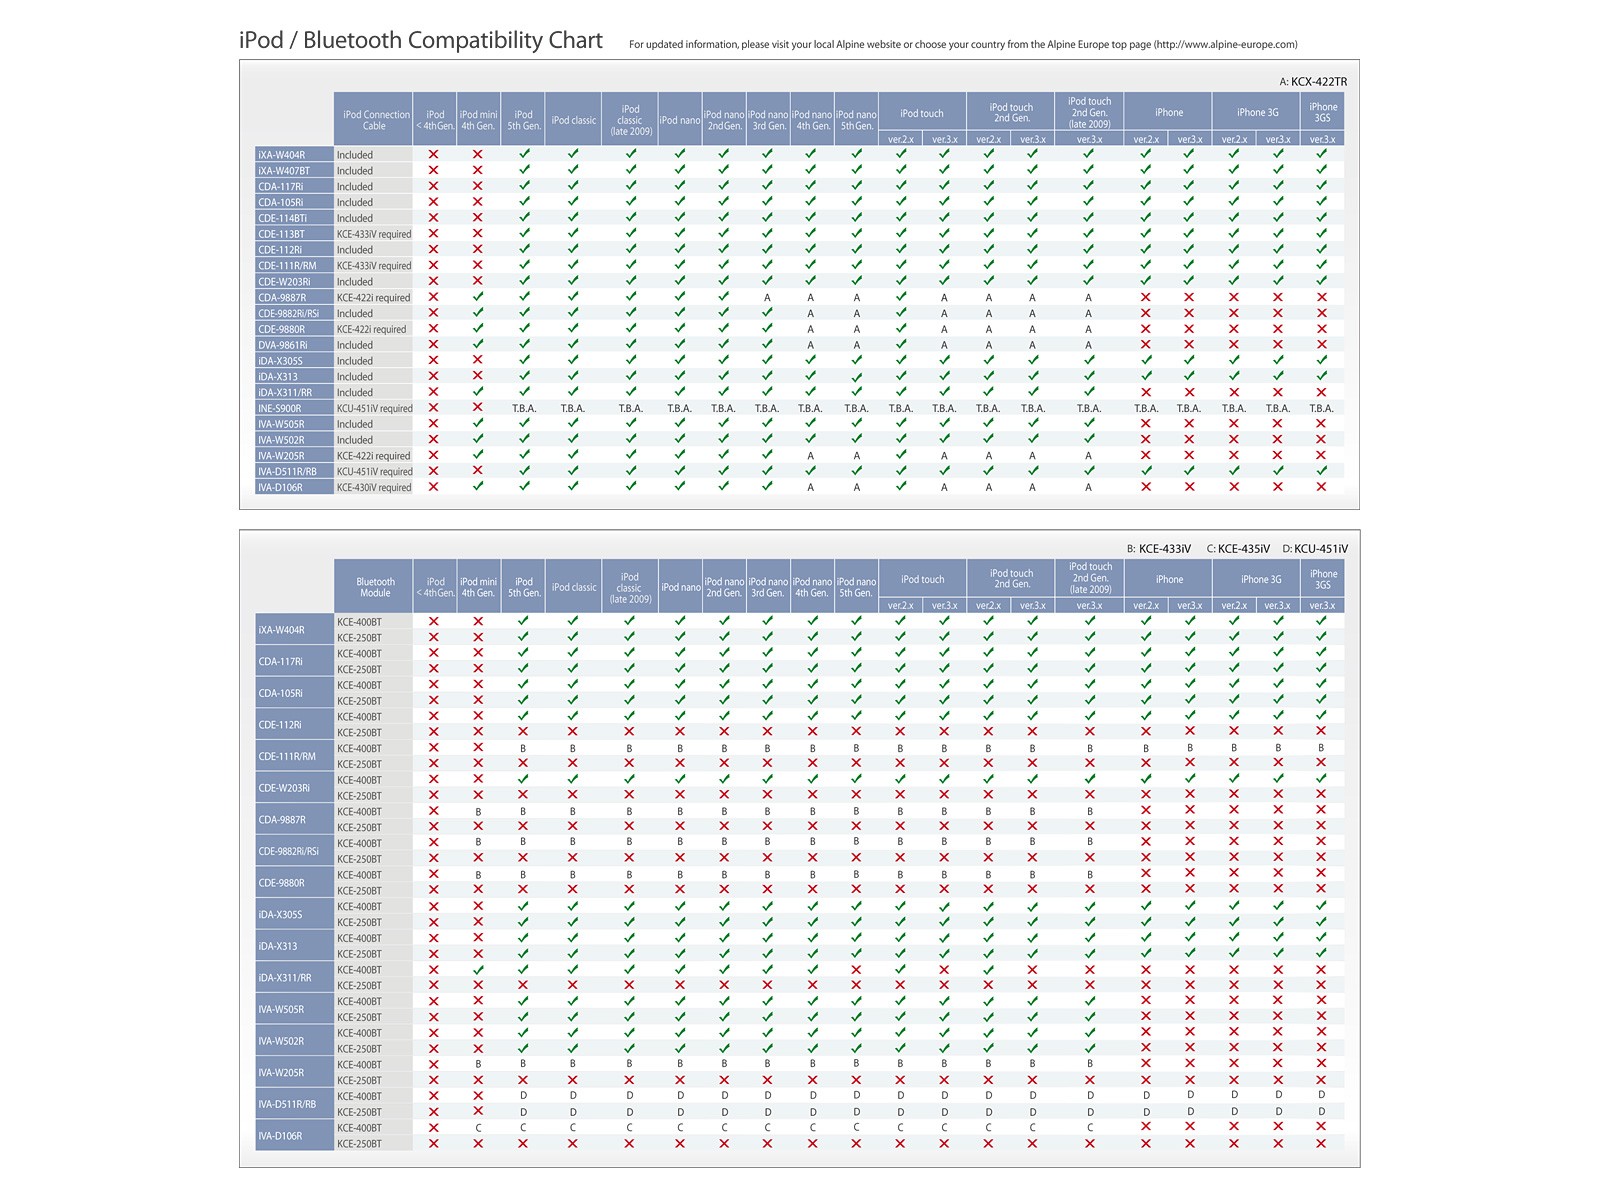 iPod / Bluetooth Compatibility Chart For updated information, please visit your local Alpine website or choose your country from the Alpine Europe top page (http://www.alpine-europe.com)
A: KCX-422TR
iPod Connection Cable iPod < 4thGen. iPod mini 4th Gen. iPod 5th Gen. iPod classic iPod classic (late 2009) iPod nano iPod nano 2nd Gen. iPod nano 3rd Gen. iPod nano 4th Gen. iPod nano 5th Gen. iPod touch iPod touch 2nd Gen. iPod touch 2nd Gen. (late 2009) iPhone iPhone 3G iPhone 3GS
ver.2.x ver.3.x ver.2.x ver.3.x ver.3.x ver.2.x ver.3.x ver.2.x ver.3.x ver.3.x
iXA-W404R Included
iXA-W407BT Included
CDA-117Ri Included
CDA-105Ri Included
CDE-114BTi Included
CDE-113BT KCE-433iV required
CDE-112Ri Included
CDE-111R/RM KCE-433iV required
CDE-W203Ri Included
CDA-9887R KCE-422i required A A A A A A A
CDE-9882Ri/RSi Included A A A A A A
CDE-9880R KCE-422i required A A A A A A
DVA-9861Ri Included A A A A A A
iDA-X305S Included
iDA-X313 Included
iDA-X311/RR Included
INE-S900R KCU-451iV required T.B.A. T.B.A. T.B.A. T.B.A. T.B.A. T.B.A. T.B.A. T.B.A. T.B.A. T.B.A. T.B.A. T.B.A. T.B.A. T.B.A. T.B.A. T.B.A. T.B.A. T.B.A.
IVA-W505R Included
IVA-W502R Included
IVA-W205R KCE-422i required A A A A A A
IVA-D511R/RB KCU-451iV required
IVA-D106R KCE-430iV required A A A A A A
B: KCE-433iV C: KCE-435iV D: KCU-451iV
Bluetooth Module iPod < 4thGen. iPod mini 4th Gen. iPod 5th Gen. iPod classic iPod classic (late 2009) iPod nano iPod nano 2nd Gen. iPod nano 3rd Gen. iPod nano 4th Gen. iPod nano 5th Gen. iPod touch iPod touch 2nd Gen. iPod touch 2nd Gen. (late 2009) iPhone iPhone 3G iPhone 3GS
ver.2.x ver.3.x ver.2.x ver.3.x ver.3.x ver.2.x ver.3.x ver.2.x ver.3.x ver.3.x
iXA-W404R KCE-400BT
KCE-250BT
CDA-117Ri KCE-400BT
KCE-250BT
CDA-105Ri KCE-400BT
KCE-250BT
CDE-112Ri KCE-400BT
KCE-250BT
CDE-111R/RM KCE-400BT B B B B B B B B B B B B B B B B B B
KCE-250BT
CDE-W203Ri KCE-400BT
KCE-250BT
CDA-9887R KCE-400BT B B B B B B B B B B B B B B
KCE-250BT
CDE-9882Ri/RSi KCE-400BT B B B B B B B B B B B B B B
KCE-250BT
CDE-9880R KCE-400BT B B B B B B B B B B B B B B
KCE-250BT
iDA-X305S KCE-400BT
KCE-250BT
iDA-X313 KCE-400BT
KCE-250BT
iDA-X311/RR KCE-400BT
KCE-250BT
IVA-W505R KCE-400BT
KCE-250BT
IVA-W502R KCE-400BT
KCE-250BT
IVA-W205R KCE-400BT B B B B B B B B B B B B B B
KCE-250BT
IVA-D511R/RB KCE-400BT D D D D D D D D D D D D D D D D D D
KCE-250BT D D D D D D D D D D D D D D D D D D
IVA-D106R KCE-400BT C C C C C C C C C C C C C C
KCE-250BT